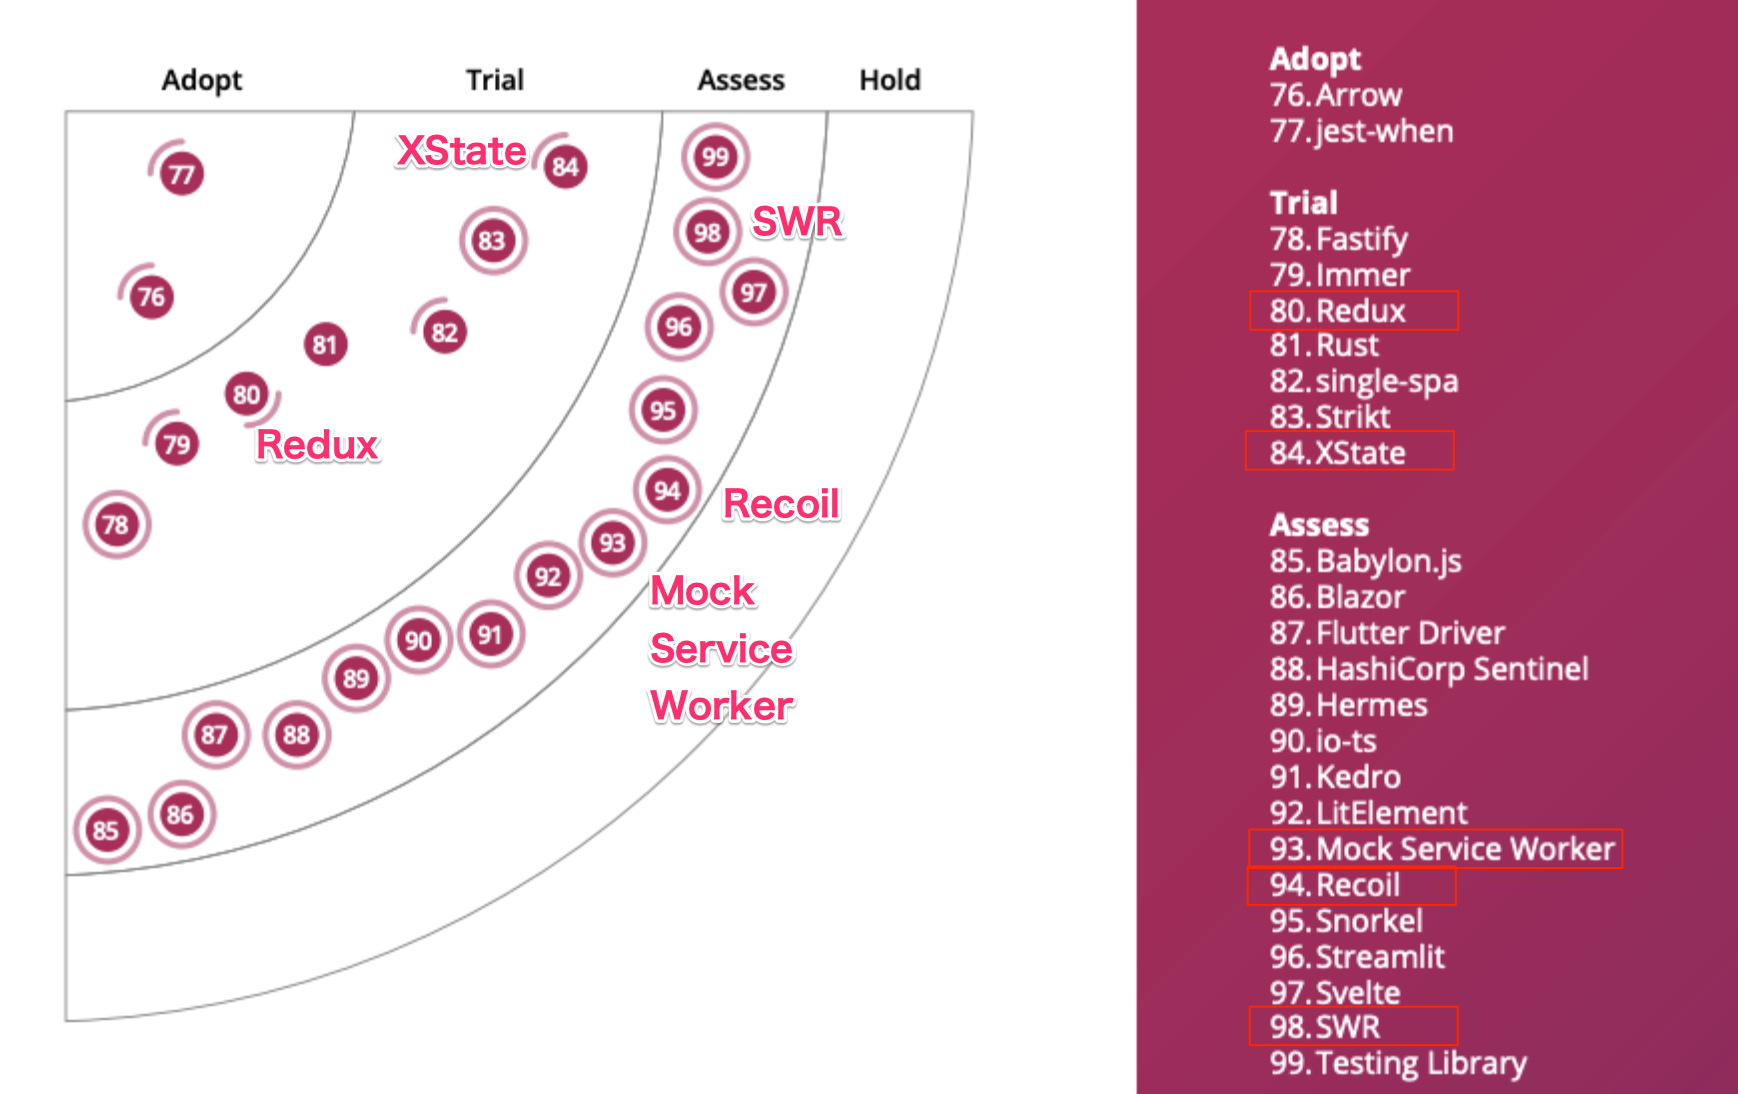 Adopt Trial Assess Hold
XState
84
99
77
SWR
98
83
76
97
96
82
81
80
Redux
79
95
94
Recoil
78
93
92
Mock
Service
Worker
91
90
89
87
88
86
85
Adopt
76. Arrow
77. jest-when
Trial
78. Fastify
79. Immer
80. Redux
81. Rust
82. single-spa
83. Strikt
84. XState
Assess
85. Babylon.js
86. Blazor
87. Flutter Driver
88. HashiCorp Sentinel
89. Hermes
90. io-ts
91. Kedro
92. LitElement
93. Mock Service Worker
94. Recoil
95. Snorkel
96. Streamlit
97. Svelte
98. SWR
99. Testing Library